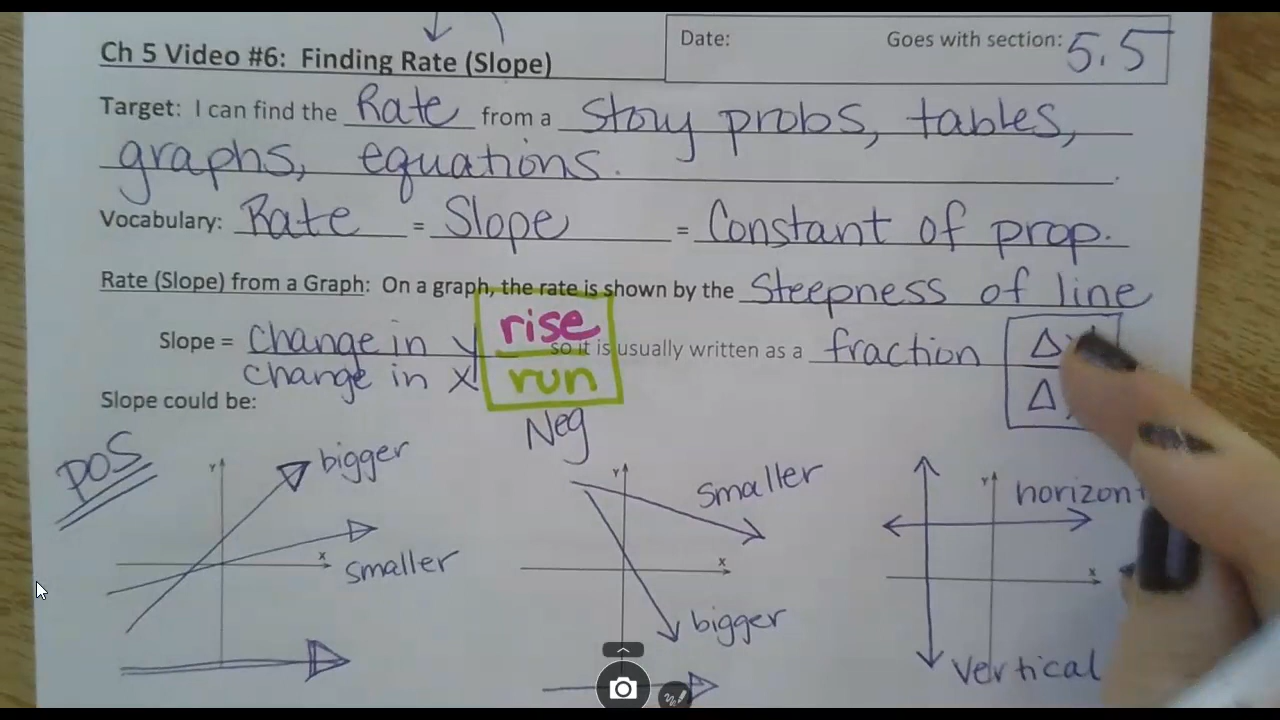 Ch 5 Video #6: Finding Rate (Slope)
Date:
Goes with section: 5.5
Target: I can find the Rate from a Story probs, tables,
graphs, equations.
Vocabulary: Rate = Slope = Constant of prop.
Rate (Slope) from a Graph: On a graph, the rate is shown by the Steepness of line
Slope = change in y rise so it is usually written as a fraction Δ
change in x run Δ
Slope could be:
POS
bigger
Y
X
smaller
Neg
Y
smaller
X
bigger
Y
X
vertical